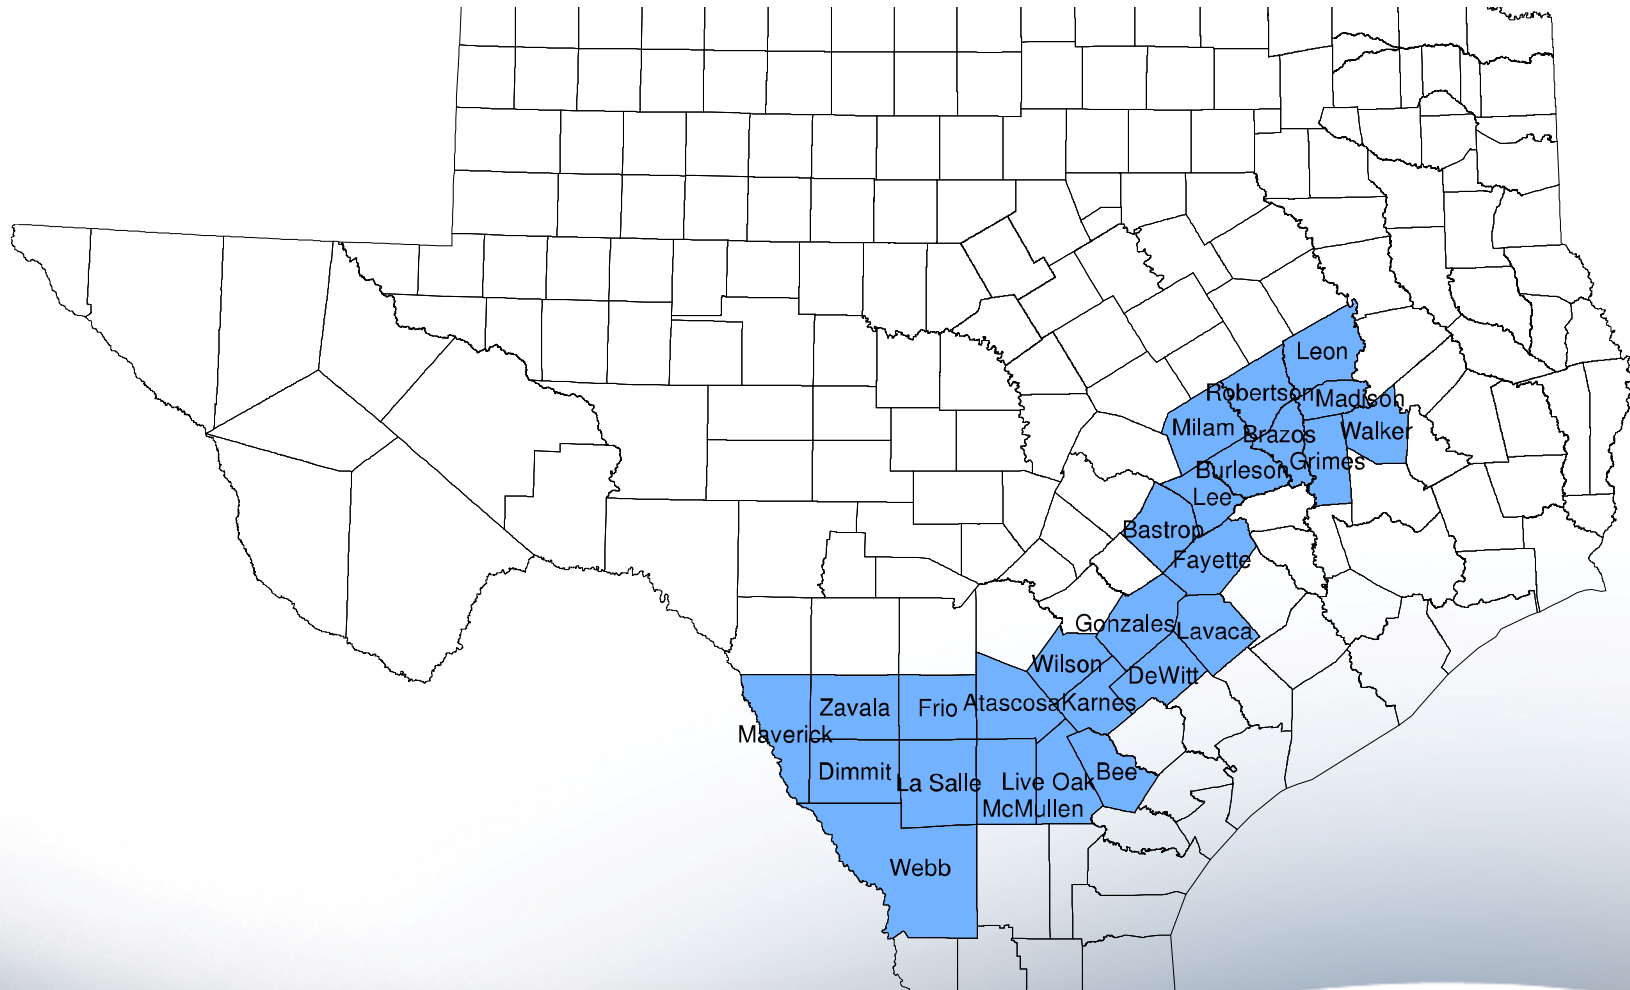 Leon
Robertson
Madison
Milam
Brazos
Walker
Grimes
Burleson
Lee
Bastrop
Fayette
Gonzales
Lavaca
Wilson
DeWitt
Zavala
Frio
Atascosa
Karnes
Maverick
Dimmit
La Salle
Live Oak
Bee
McMullen
Webb